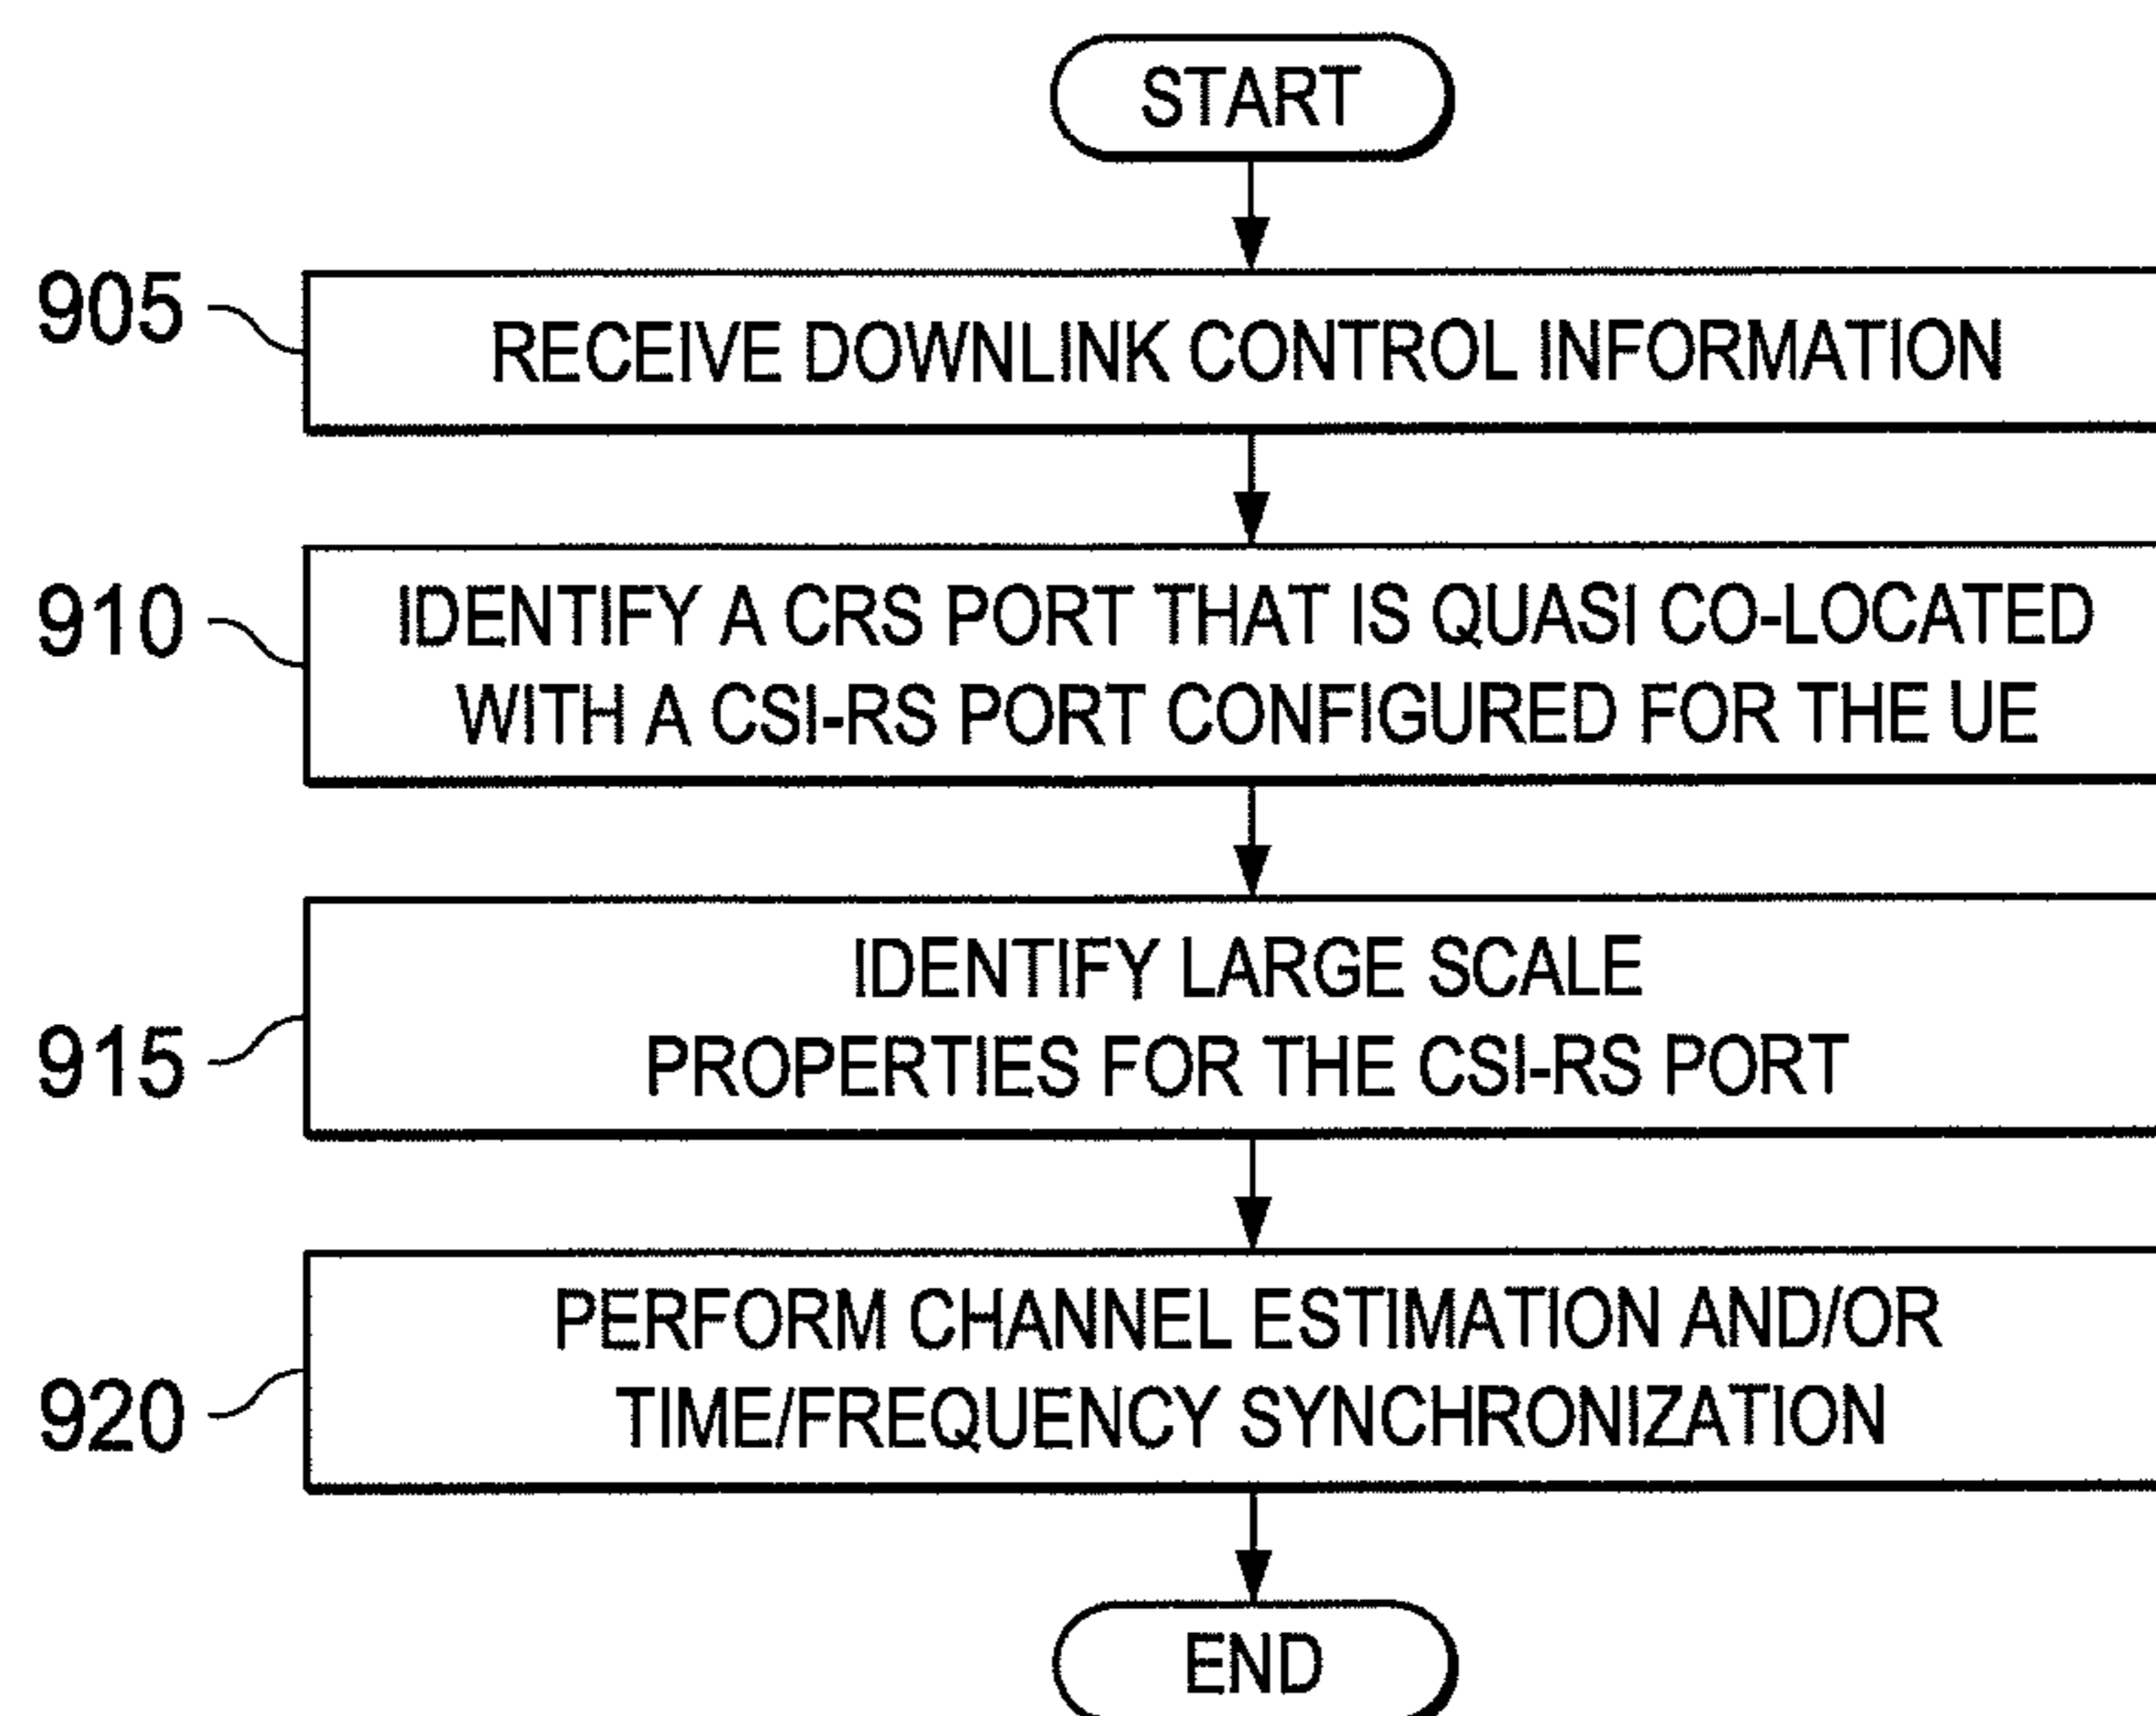 START
905
RECEIVE DOWNLINK CONTROL INFORMATION
910
IDENTIFY A CRS PORT THAT IS QUASI CO-LOCATED
WITH A CSI-RS PORT CONFIGURED FOR THE UE
915
IDENTIFY LARGE SCALE
PROPERTIES FOR THE CSI-RS PORT
920
PERFORM CHANNEL ESTIMATION AND/OR
TIME/FREQUENCY SYNCHRONIZATION
END